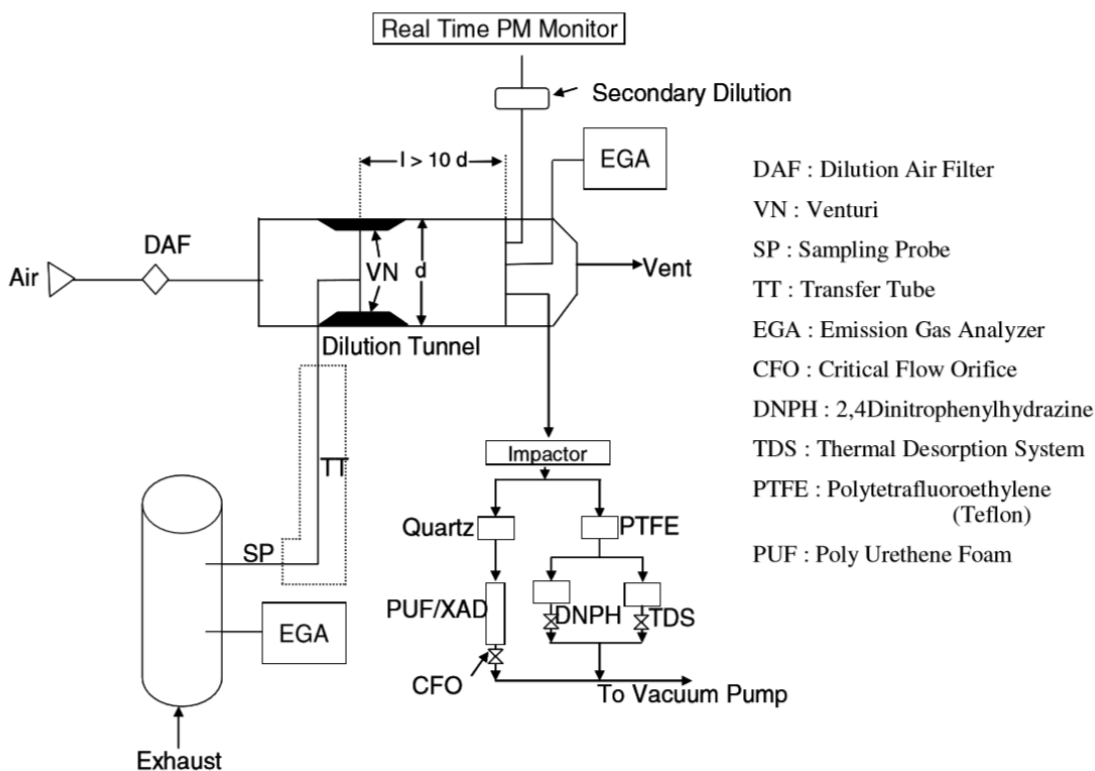 Real Time PM Monitor
Secondary Dilution
l > 10 d
EGA
DAF
Air
VN
d
Vent
Dilution Tunnel
TT
SP
EGA
Exhaust
Impactor
Quartz
PTFE
PUF/XAD
DNPH
TDS
CFO
To Vacuum Pump
DAF : Dilution Air Filter
VN : Venturi
SP : Sampling Probe
TT : Transfer Tube
EGA : Emission Gas Analyzer
CFO : Critical Flow Orifice
DNPH : 2,4Dinitrophenylhydrazine
TDS : Thermal Desorption System
PTFE : Polytetrafluoroethylene
(Teflon)
PUF : Poly Urethene Foam